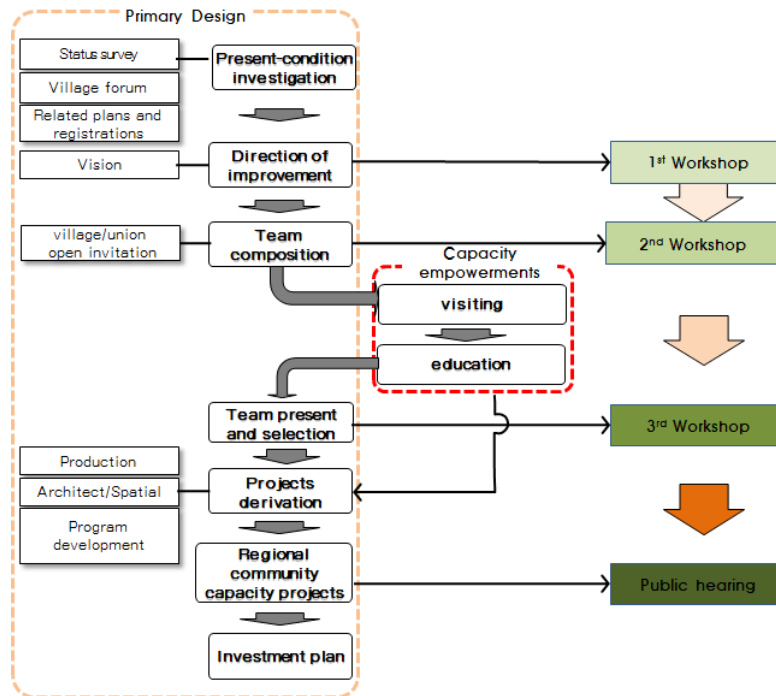 Primary Design
Status survey
Present-condition
investigation
Village forum
Related plans and
registrations
Vision
Direction of
improvement
1st Workshop
village/union
open invitation
Team
composition
2nd Workshop
Capacity
empowerments
visiting
education
Team present
and selection
3rd Workshop
Production
Architect/Spatial
Program
development
Projects
derivation
Regional
community
capacity projects
Public hearing
Investment plan